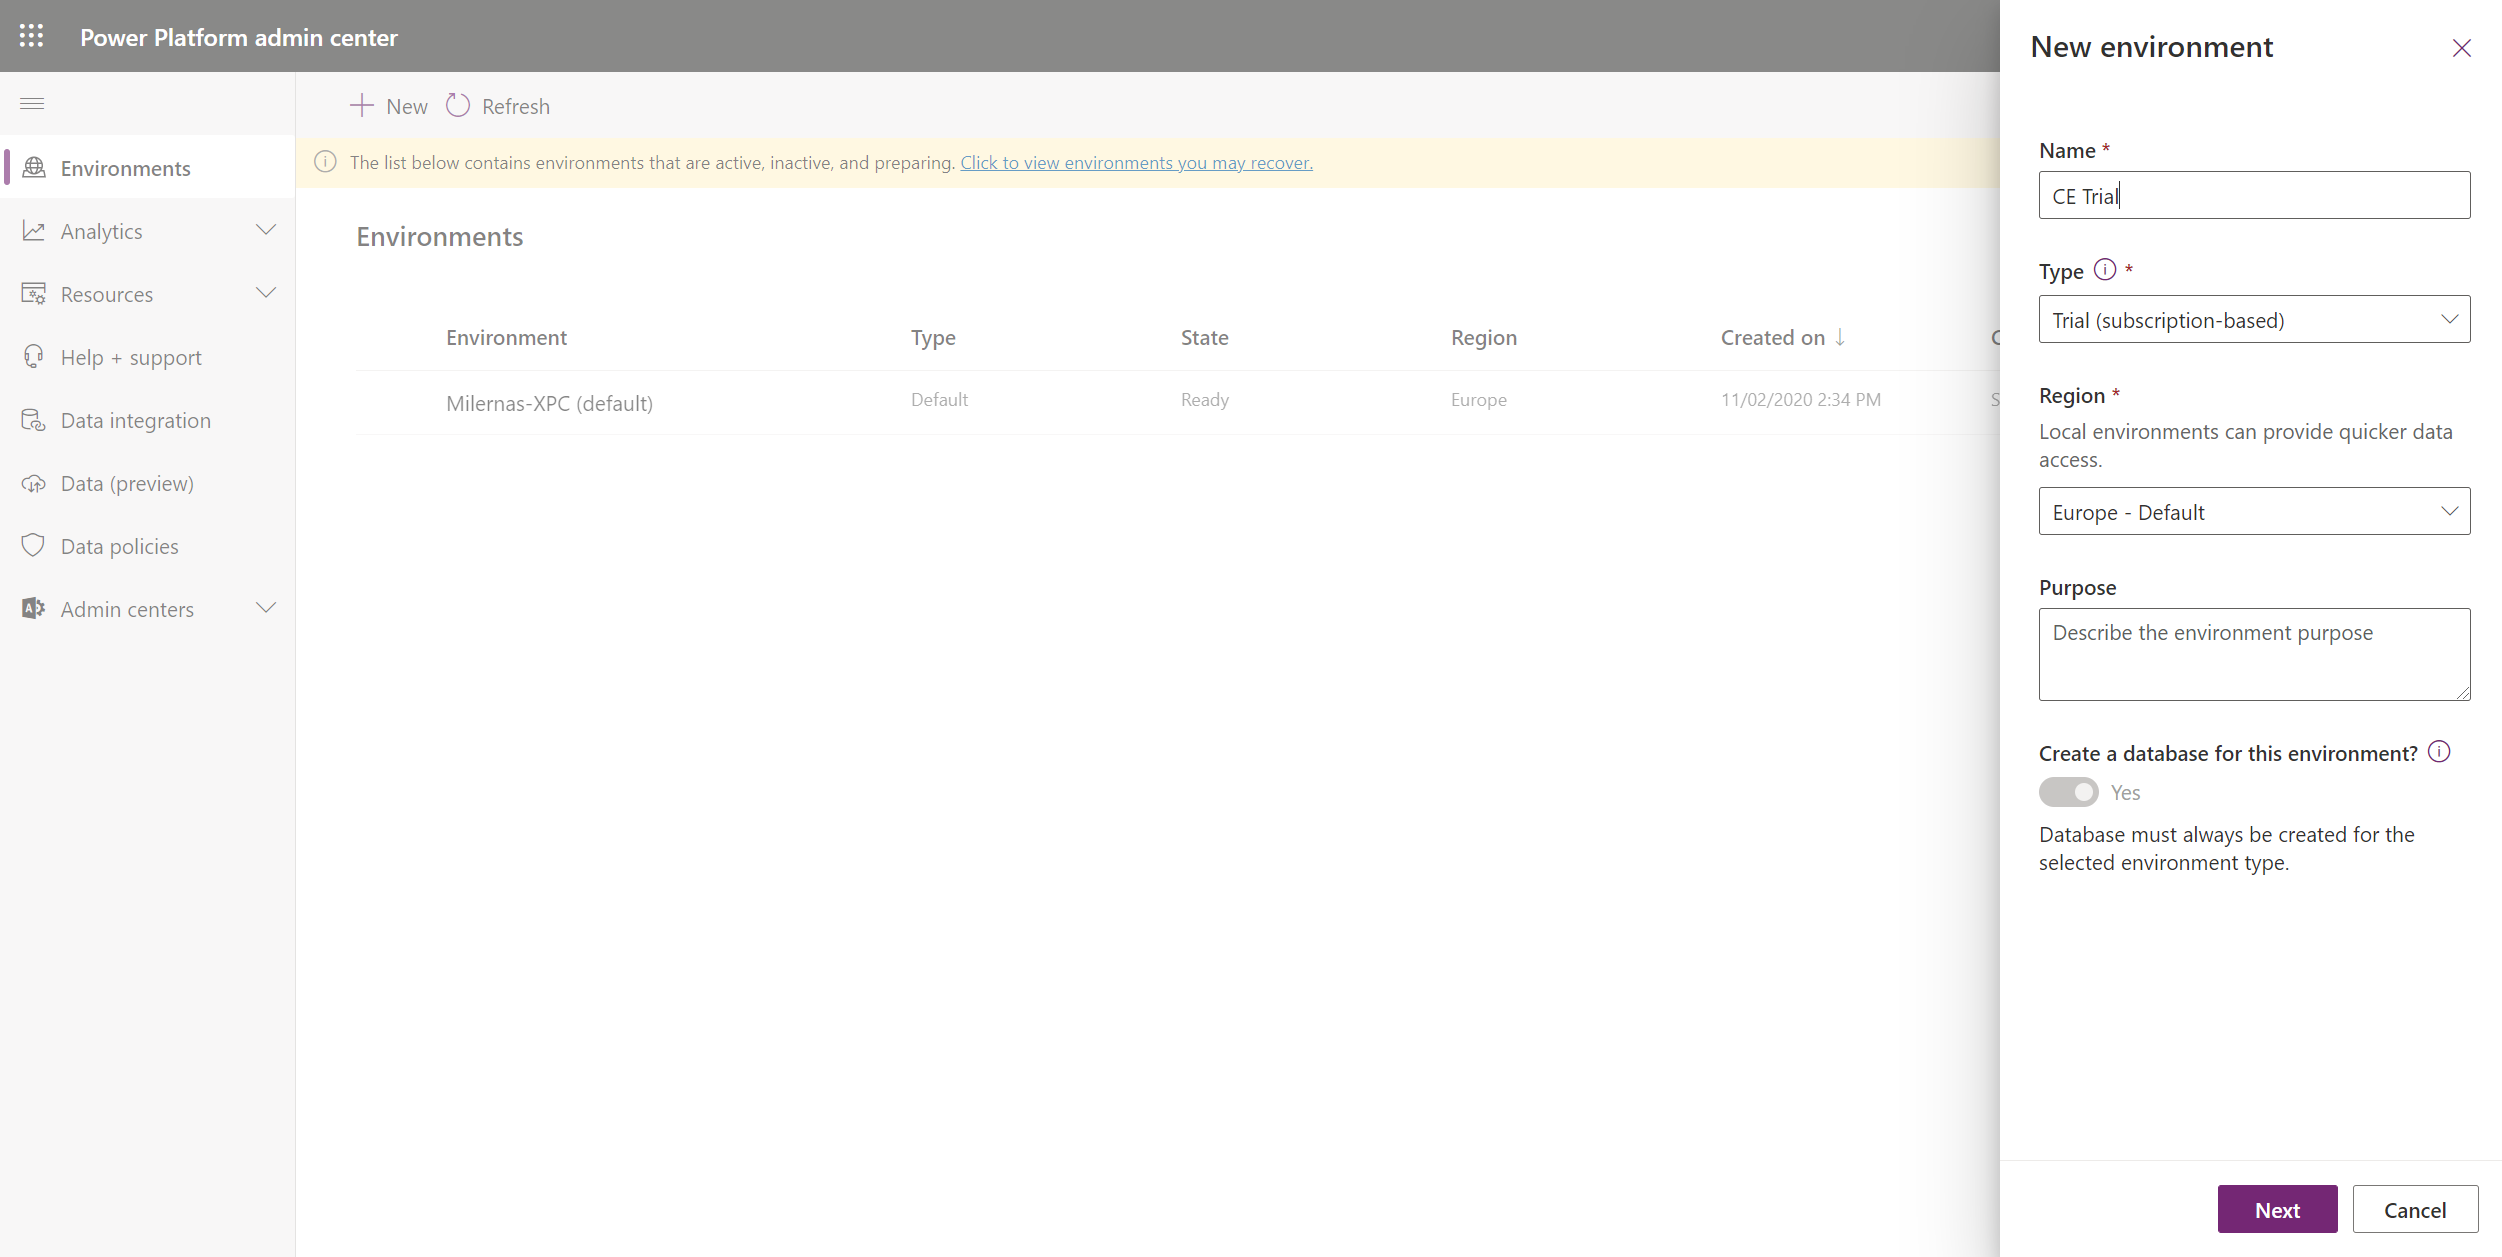 Power Platform admin center
New
Refresh
The list below contains environments that are active, inactive, and preparing. Click to view environments you may recover.
Environments
Analytics
Resources
Help + support
Data integration
Data (preview)
Data policies
Admin centers
Environments
Environment Type State Region Created on
Milernas-XPC (default) Default Ready Europe 11/02/2020 2:34 PM
New environment
Name *
CE Trial
Type *
Trial (subscription-based)
Region *
Local environments can provide quicker data
access.
Europe - Default
Purpose
Describe the environment purpose
Create a database for this environment?
Yes
Database must always be created for the
selected environment type.
Next
Cancel